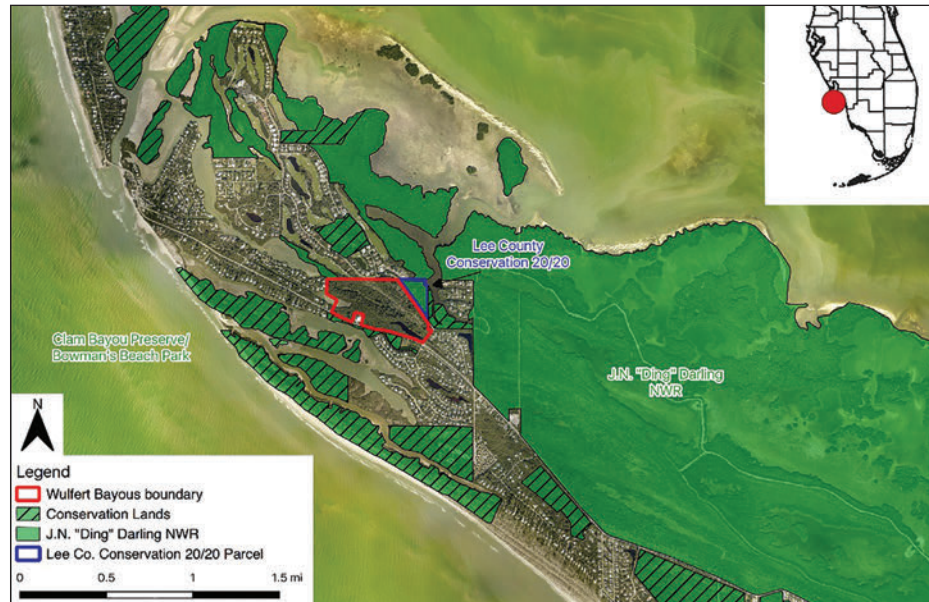 Lee County
Conservation 20/20
Clam Bayou Preserve/
Bowman's Beach Park
J.N. "Ding" Darling
NWR
N
Legend
Wulfert Bayous boundary
Conservation Lands
J.N. "Ding" Darling NWR
Lee Co. Conservation 20/20 Parcel
0 0.5 1 1.5 mi